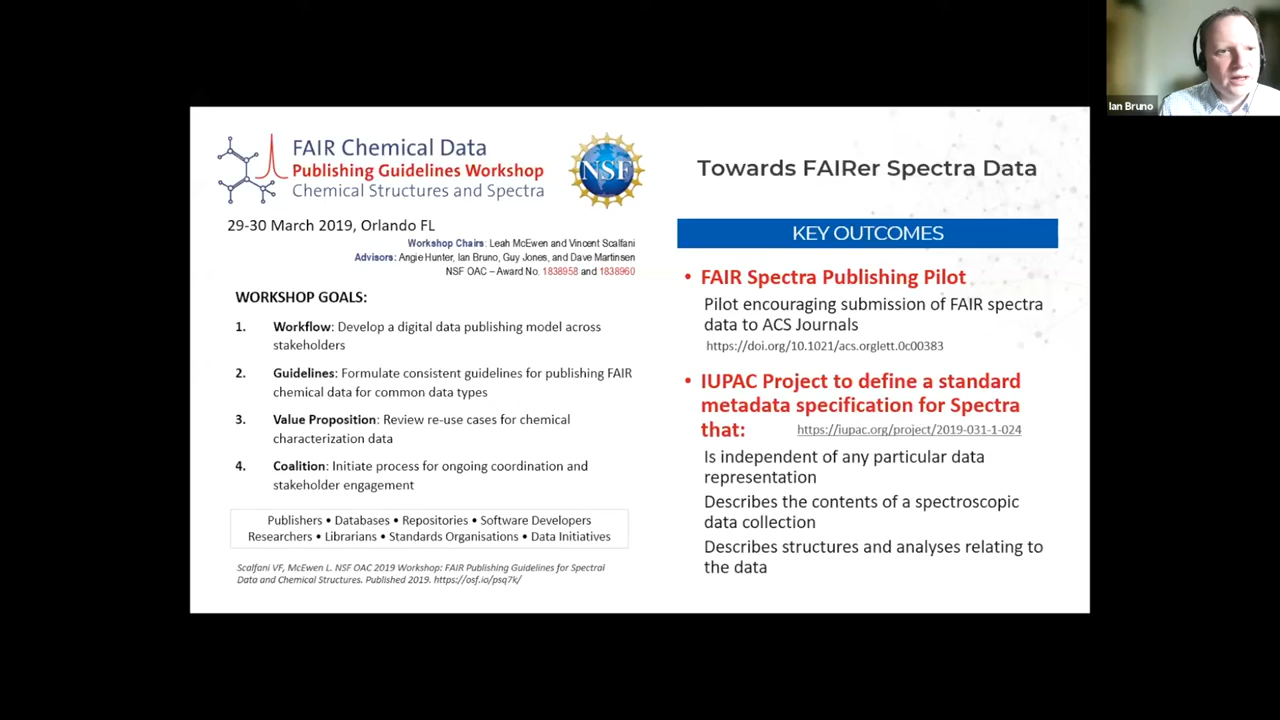 FAIR Chemical Data
Publishing Guidelines Workshop
Chemical Structures and Spectra
NSF
29-30 March 2019, Orlando FL
Workshop Chairs: Leah McEwen and Vincent Scalfani
Advisors: Angie Hunter, Ian Bruno, Guy Jones, and Dave Martinsen
NSF OAC – Award No. 1838958 and 1838960
WORKSHOP GOALS:
1. Workflow: Develop a digital data publishing model across
stakeholders
2. Guidelines: Formulate consistent guidelines for publishing FAIR
chemical data for common data types
3. Value Proposition: Review re-use cases for chemical
characterization data
4. Coalition: Initiate process for ongoing coordination and
stakeholder engagement
Publishers • Databases • Repositories • Software Developers
Researchers • Librarians • Standards Organisations • Data Initiatives
Scalfani VF, McEwen L. NSF OAC 2019 Workshop: FAIR Publishing Guidelines for Spectral
Data and Chemical Structures. Published 2019. https://osf.io/psq7k/
Towards FAIRer Spectra Data
KEY OUTCOMES
• FAIR Spectra Publishing Pilot
Pilot encouraging submission of FAIR spectra
data to ACS Journals
https://doi.org/10.1021/acs.orglett.0c00383
• IUPAC Project to define a standard
metadata specification for Spectra
that: https://iupac.org/project/2019-031-1-024
Is independent of any particular data
representation
Describes the contents of a spectroscopic
data collection
Describes structures and analyses relating to
the data
Ian Bruno